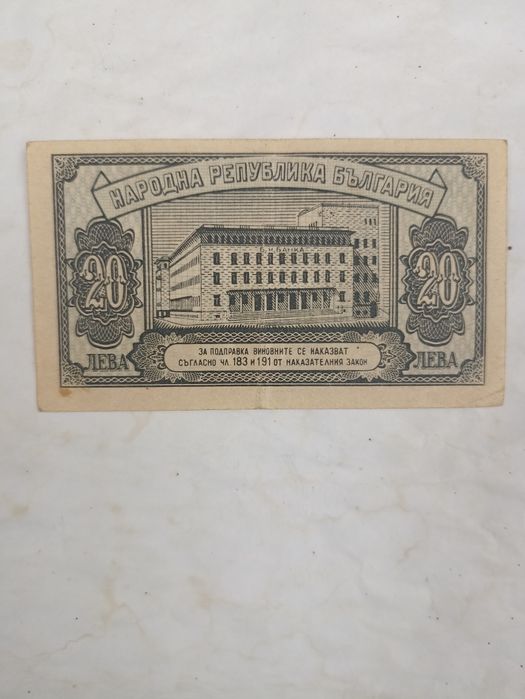 НАРОДНА РЕПУБЛИКА БЪЛГАРИЯ
Б.Н.БАНКА
20 20
ЛЕВА ЛЕВА
ЗА ПОДПРАВКА ВИНОВНИТЕ СЕ НАКАЗВАТ
СЪГЛАСНО ЧЛ 183 И 191 ОТ НАКАЗАТЕЛНИЯ ЗАКОН